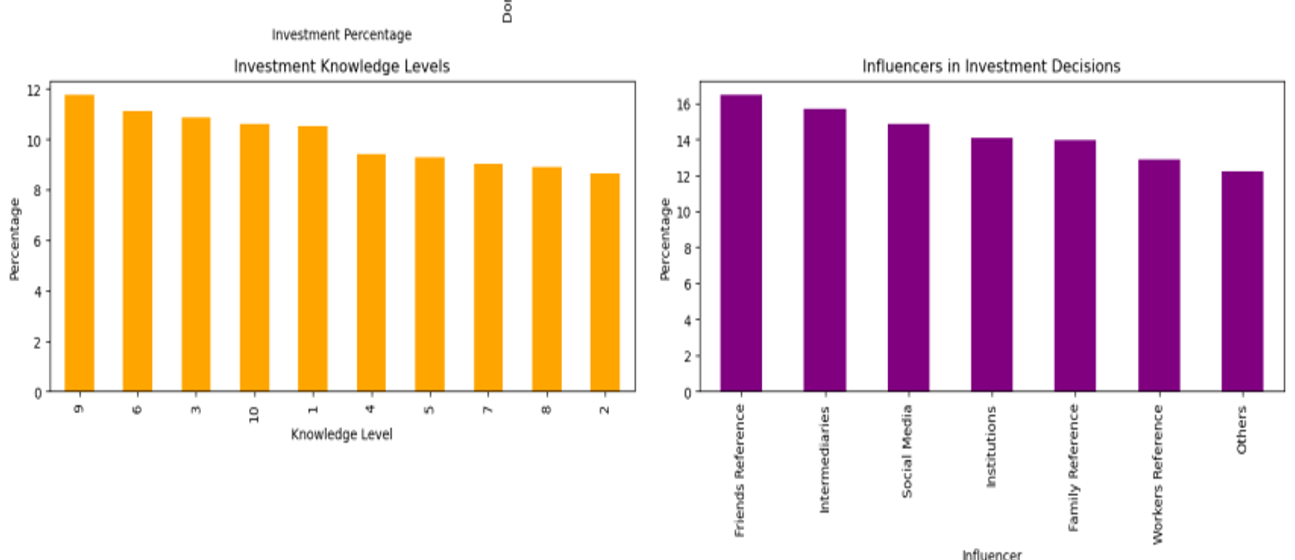 Dor
Investment Percentage
Investment Knowledge Levels
12
10
8
6
4
2
0
Percentage
9 6 3 10 1 4 5 7 8 2
Knowledge Level
Influencers in Investment Decisions
16
14
12
10
8
6
4
2
0
Percentage
Friends Reference
Intermediaries
Social Media
Institutions
Family Reference
Workers Reference
Others
Influencer